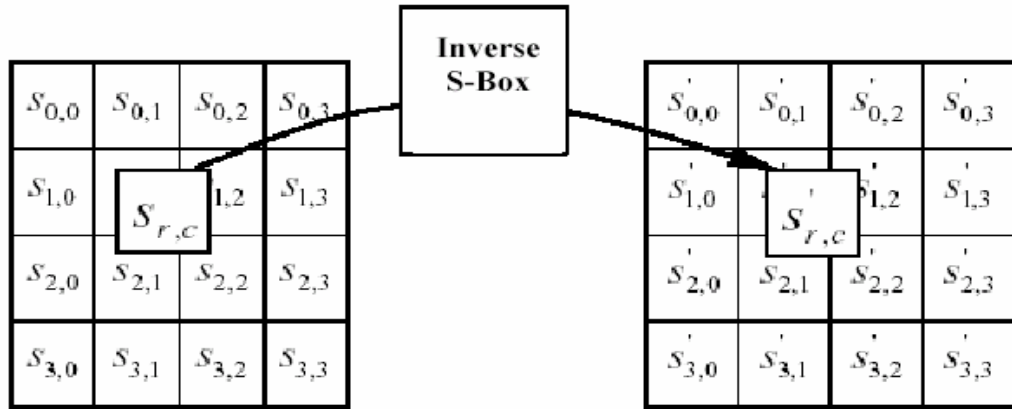 Inverse
S-Box
S0,0 S0,1 S0,2 S0,3
S1,0 1,2 S1,3
Sr,c
S2,0 S2,1 S2,2 S2,3
S3,0 S3,1 S3,2 S3,3
S'0,0 S'0,1 S'0,2 S'0,3
S'1,0 S'1,2 S'1,3
S'r,c
S'2,0 S'2,1 S'2,2 S'2,3
S'3,0 S'3,1 S'3,2 S'3,3